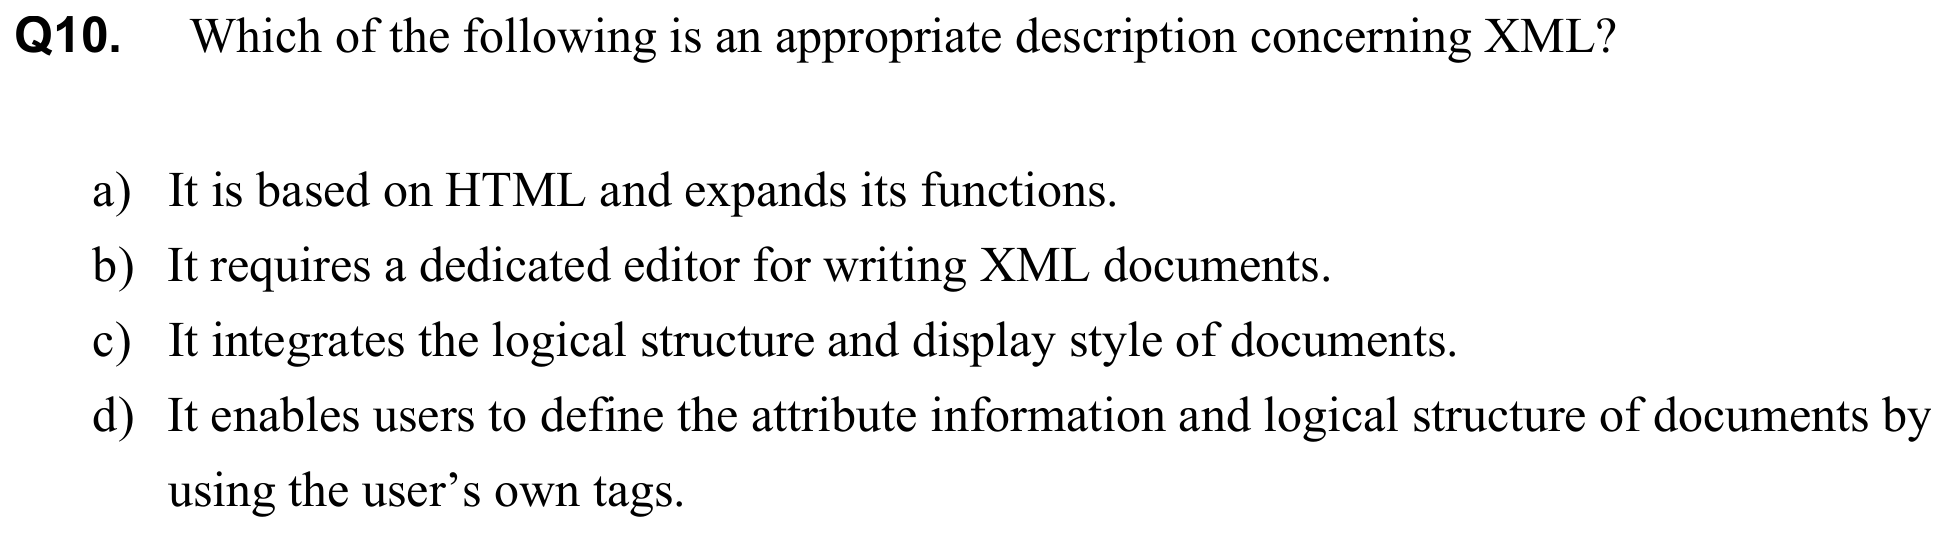 Q10. Which of the following is an appropriate description concerning XML?
a) It is based on HTML and expands its functions.
b) It requires a dedicated editor for writing XML documents.
c) It integrates the logical structure and display style of documents.
d) It enables users to define the attribute information and logical structure of documents by
using the user’s own tags.